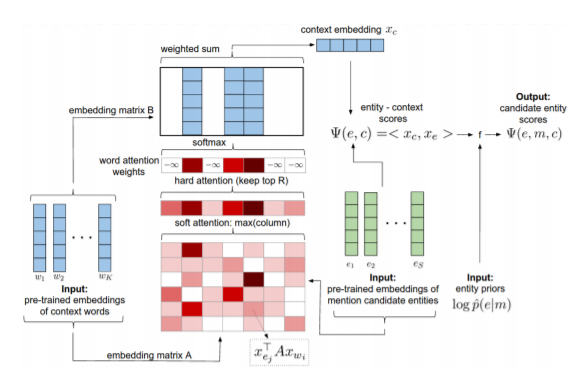 context embedding x_c
weighted sum
embedding matrix B
softmax
word attention
weights
−∞ −∞ −∞ −∞ −∞
hard attention (keep top R)
soft attention: max(column)
w_1 w_2 · · · w_K
Input:
pre-trained embeddings
of context words
embedding matrix A
x_{e_j}^⊤ A x_{w_i}
entity - context
scores
Ψ(e, c) =< x_c, x_e >
f
Output:
candidate entity
scores
Ψ(e, m, c)
e_1 e_2 · · · e_S
Input:
pre-trained embeddings of
mention candidate entities
Input:
entity priors
log p̂(e|m)